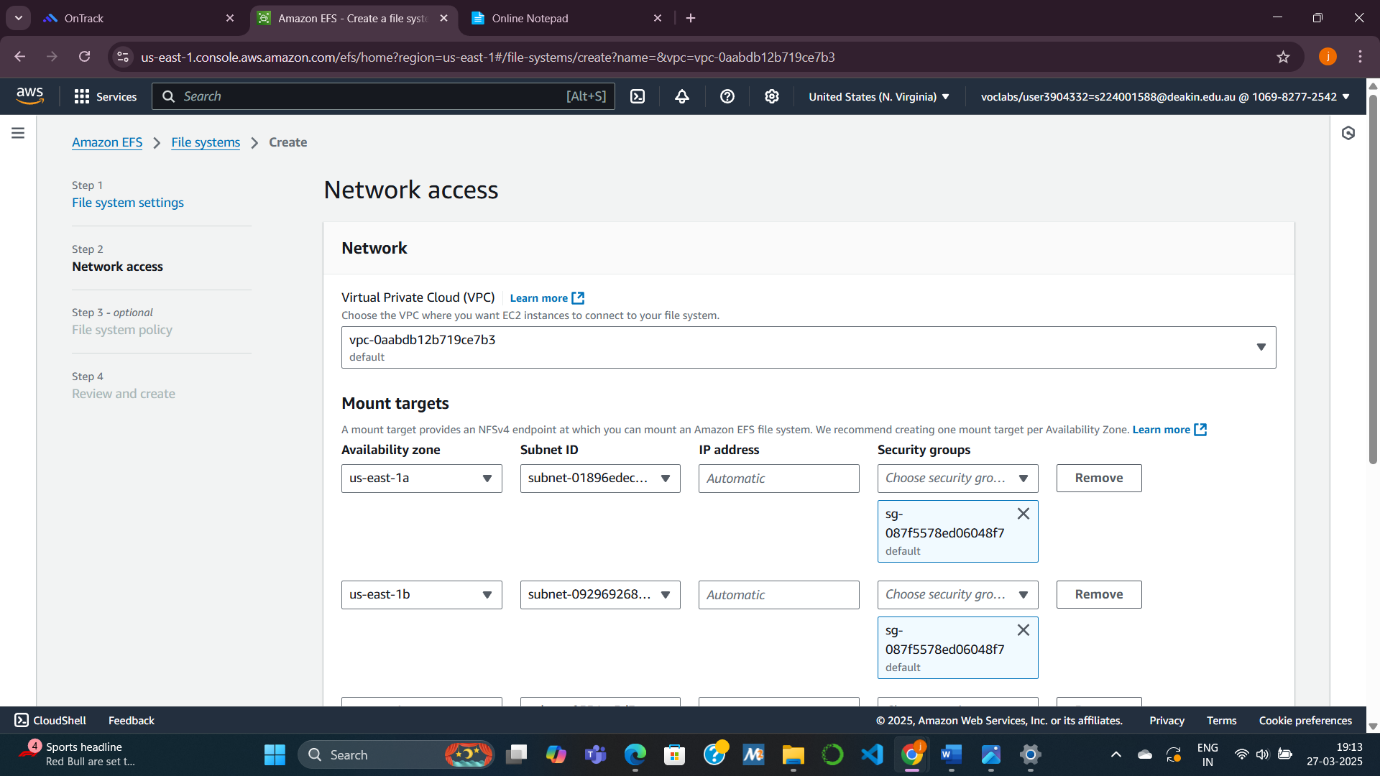 OnTrack
Amazon EFS - Create a file syste
Online Notepad
us-east-1.console.aws.amazon.com/efs/home?region=us-east-1#/file-systems/create?name=&vpc=vpc-0aabdb12b719ce7b3
j
aws
Services
Search
[Alt+S]
United States (N. Virginia)
voclabs/user3904332=s224001588@deakin.edu.au @ 1069-8277-2542
Amazon EFS
File systems
Create
Step 1
File system settings
Step 2
Network access
Step 3 - optional
File system policy
Step 4
Review and create
Network access
Network
Virtual Private Cloud (VPC)
Learn more
Choose the VPC where you want EC2 instances to connect to your file system.
vpc-0aabdb12b719ce7b3
default
Mount targets
A mount target provides an NFSv4 endpoint at which you can mount an Amazon EFS file system. We recommend creating one mount target per Availability Zone. Learn more
Availability zone
Subnet ID
IP address
Security groups
us-east-1a
subnet-01896edec...
Automatic
Choose security gro...
Remove
sg-
087f5578ed06048f7
default
us-east-1b
subnet-092969268...
Automatic
Choose security gro...
Remove
sg-
087f5578ed06048f7
default
CloudShell
Feedback
© 2025, Amazon Web Services, Inc. or its affiliates.
Privacy
Terms
Cookie preferences
4
Sports headline
Red Bull are set t...
Search
ENG
IN
19:13
27-03-2025